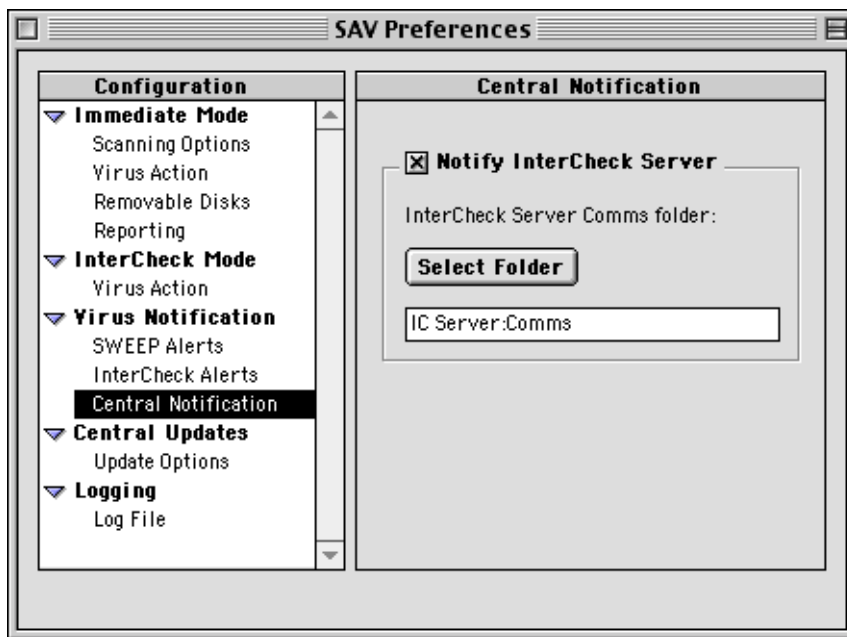 SAV Preferences
Configuration
Immediate Mode
Scanning Options
Virus Action
Removable Disks
Reporting
InterCheck Mode
Virus Action
Virus Notification
SWEEP Alerts
InterCheck Alerts
Central Notification
Central Updates
Update Options
Logging
Log File
Central Notification
Notify InterCheck Server
InterCheck Server Comms folder:
Select Folder
IC Server:Comms